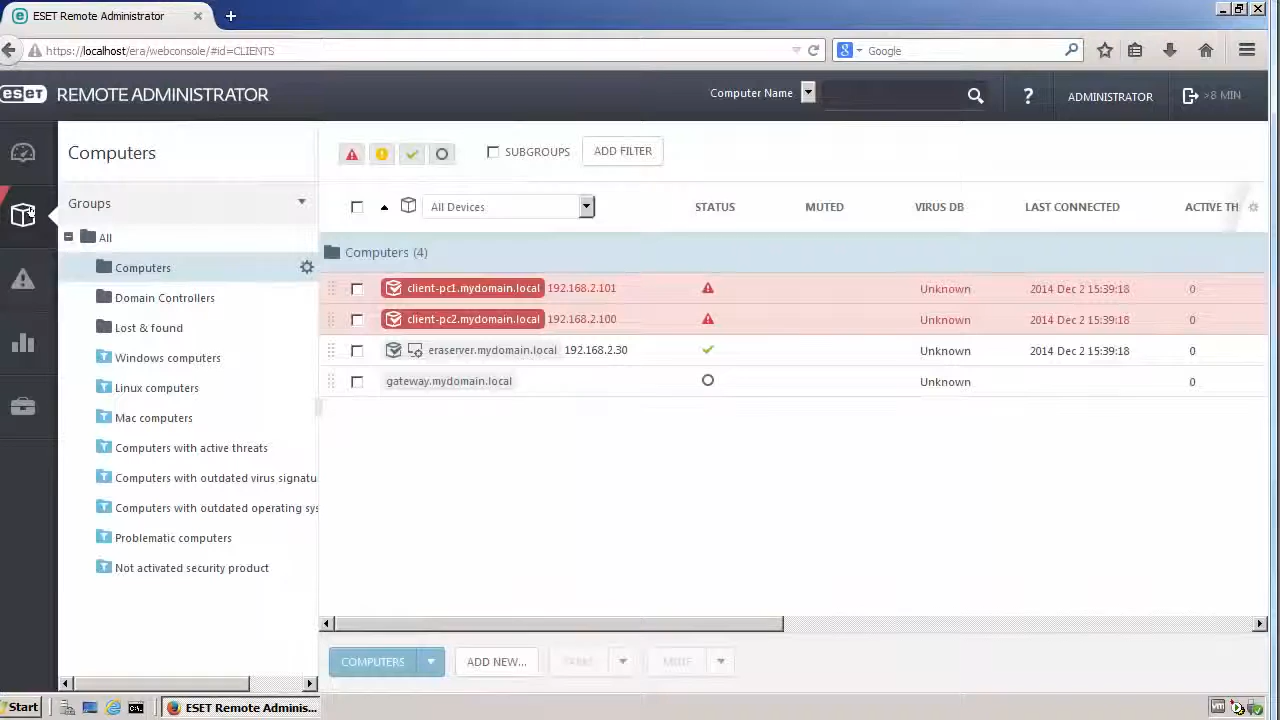 ESET Remote Administrator
https://localhost/era/webconsole/#id=CLIENTS
Google
eset REMOTE ADMINISTRATOR
Computer Name
?
ADMINISTRATOR
>8 MIN
Computers
SUBGROUPS
ADD FILTER
Groups
All Devices
STATUS
MUTED
VIRUS DB
LAST CONNECTED
ACTIVE TH
All
Computers
Domain Controllers
Lost & found
Windows computers
Linux computers
Mac computers
Computers with active threats
Computers with outdated virus signatu
Computers with outdated operating sys
Problematic computers
Not activated security product
Computers (4)
client-pc1.mydomain.local 192.168.2.101 Unknown 2014 Dec 2 15:39:18 0
client-pc2.mydomain.local 192.168.2.100 Unknown 2014 Dec 2 15:39:18 0
eraserver.mydomain.local 192.168.2.30 Unknown 2014 Dec 2 15:39:18 0
gateway.mydomain.local Unknown 0
COMPUTERS
ADD NEW...
MUTE
Start
ESET Remote Adminis...